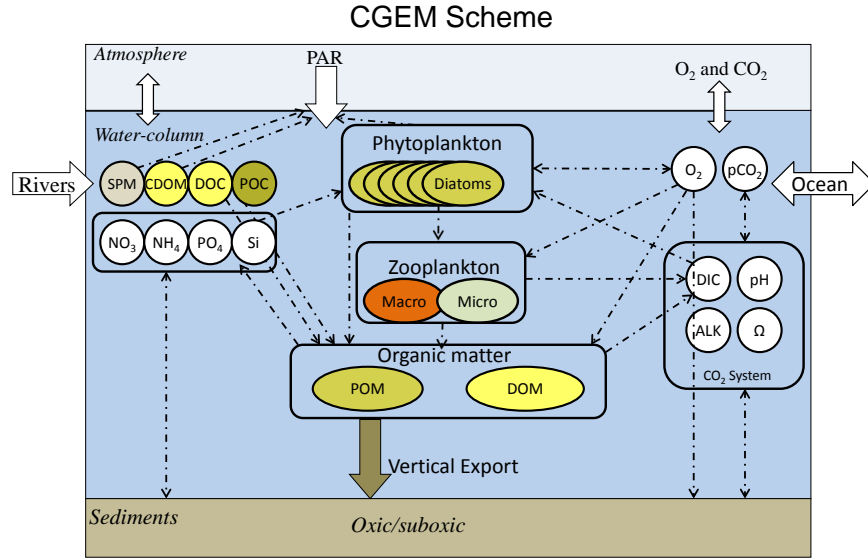 CGEM Scheme
Atmosphere
PAR
O₂ and CO₂
Water-column
Phytoplankton
Rivers
SPM
CDOM
DOC
POC
Diatoms
O₂
pCO₂
Ocean
NO₃
NH₄
PO₄
Si
Zooplankton
Macro
Micro
DIC
pH
ALK
Ω
CO₂ System
Organic matter
POM
DOM
Vertical Export
Sediments
Oxic/suboxic